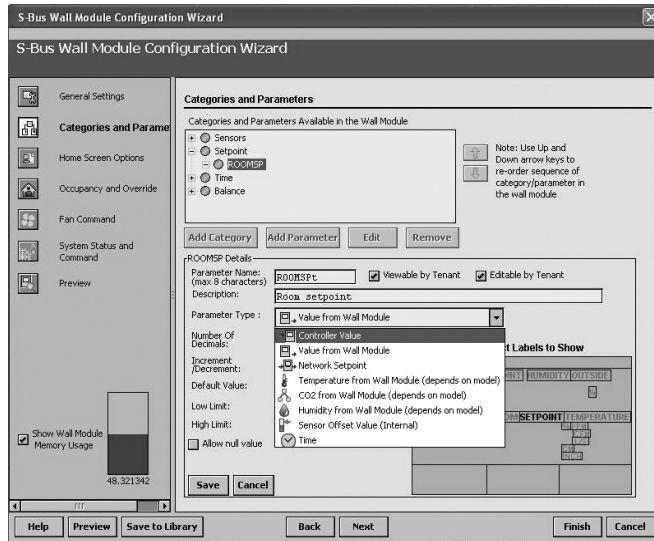 S-Bus Wall Module Configuration Wizard
S-Bus Wall Module Configuration Wizard
General Settings
Categories and Parame
Home Screen Options
Occupancy and Override
Fan Command
System Status and
Command
Preview
Show Wall Module
Memory Usage
48.321342
Categories and Parameters
Categories and Parameters Available in the Wall Module
Sensors
Setpoint
ROOMSP
Time
Balance
Note: Use Up and
Down arrow keys to
re-order sequence of
category/parameter in
the wall module
Add Category
Add Parameter
Edit
Remove
ROOMSP Details
Parameter Name:
(max 8 characters)
ROOMSPt
Viewable by Tenant
Editable by Tenant
Description:
Room setpoint
Parameter Type :
Value from Wall Module
Controller Value
Value from Wall Module
Network Setpoint
Temperature from Wall Module (depends on model)
CO2 from Wall Module (depends on model)
Humidity from Wall Module (depends on model)
Sensor Offset Value (Internal)
Time
Number Of
Decimals:
Increment
/Decrement:
Default Value:
Low Limit:
High Limit:
Allow null value
t Labels to Show
INT HUMIDITY OUTSIDE
%
OM SETPOINT TEMPERATURE
% PPM
CFM
L/S
CM
INCH
Save
Cancel
Help
Preview
Save to Library
Back
Next
Finish
Cancel